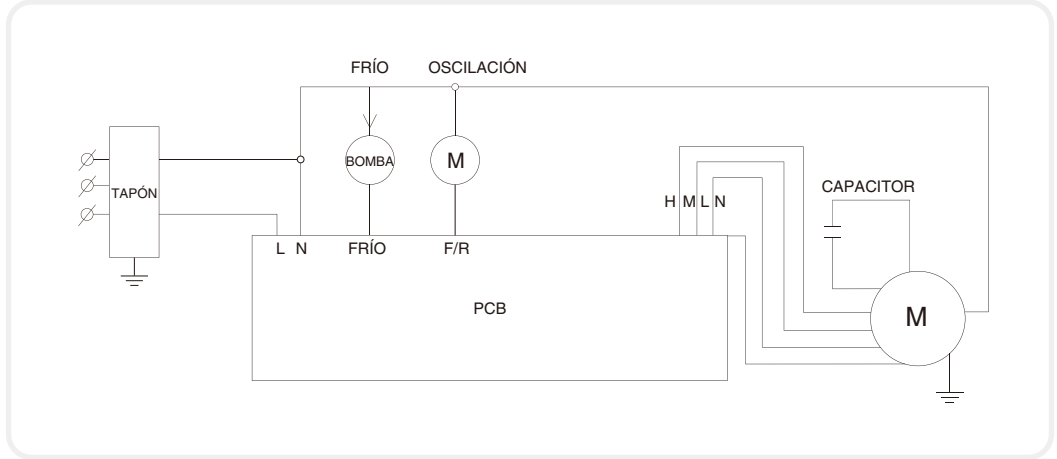 FRÍO OSCILACIÓN
TAPÓN
BOMBA
M
H M L N
CAPACITOR
L N FRÍO F/R
PCB
M